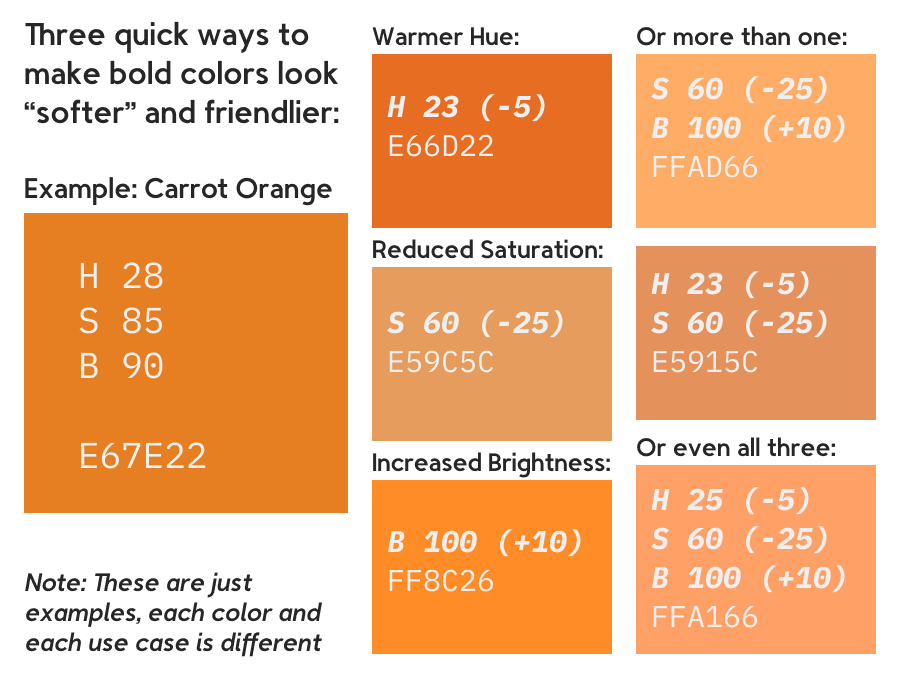 Three quick ways to
make bold colors look
“softer” and friendlier:
Example: Carrot Orange
H 28
S 85
B 90
E67E22
Note: These are just
examples, each color and
each use case is different
Warmer Hue:
H 23 (-5)
E66D22
Reduced Saturation:
S 60 (-25)
E59C5C
Increased Brightness:
B 100 (+10)
FF8C26
Or more than one:
S 60 (-25)
B 100 (+10)
FFAD66
H 23 (-5)
S 60 (-25)
E5915C
Or even all three:
H 25 (-5)
S 60 (-25)
B 100 (+10)
FFA166